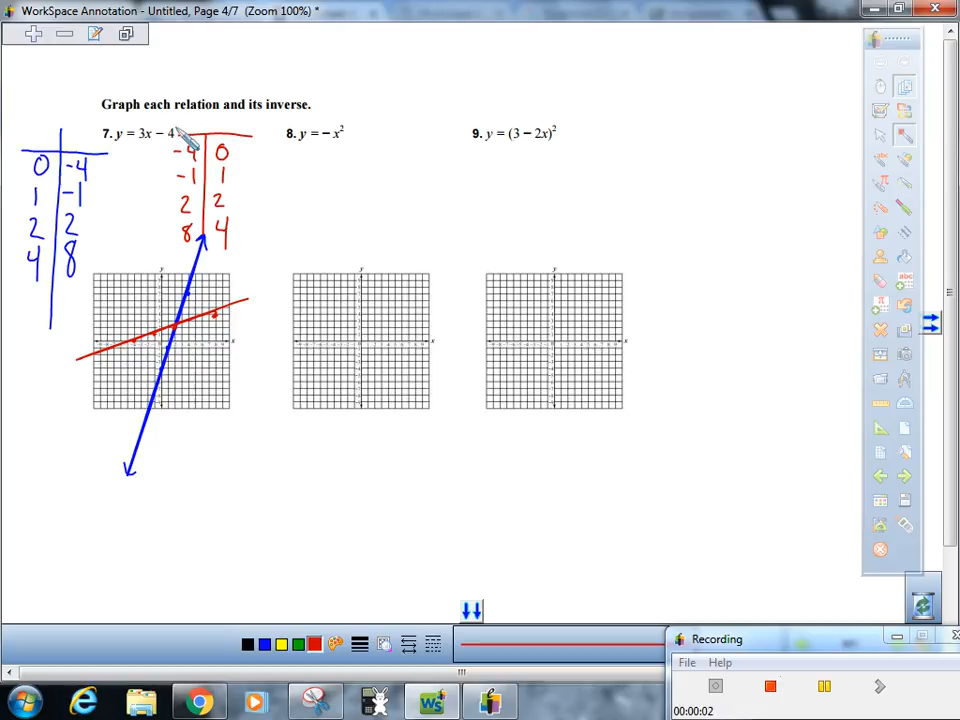 WorkSpace Annotation - Untitled, Page 4/7 (Zoom 100%) *
Graph each relation and its inverse.
7. y = 3x − 4
8. y = − x²
9. y = (3 − 2x)²
0 -4
1 -1
2 2
4 8
-4 0
-1 1
2 2
8 4
y
x
y
x
y
x
Recording
File Help
00:00:02